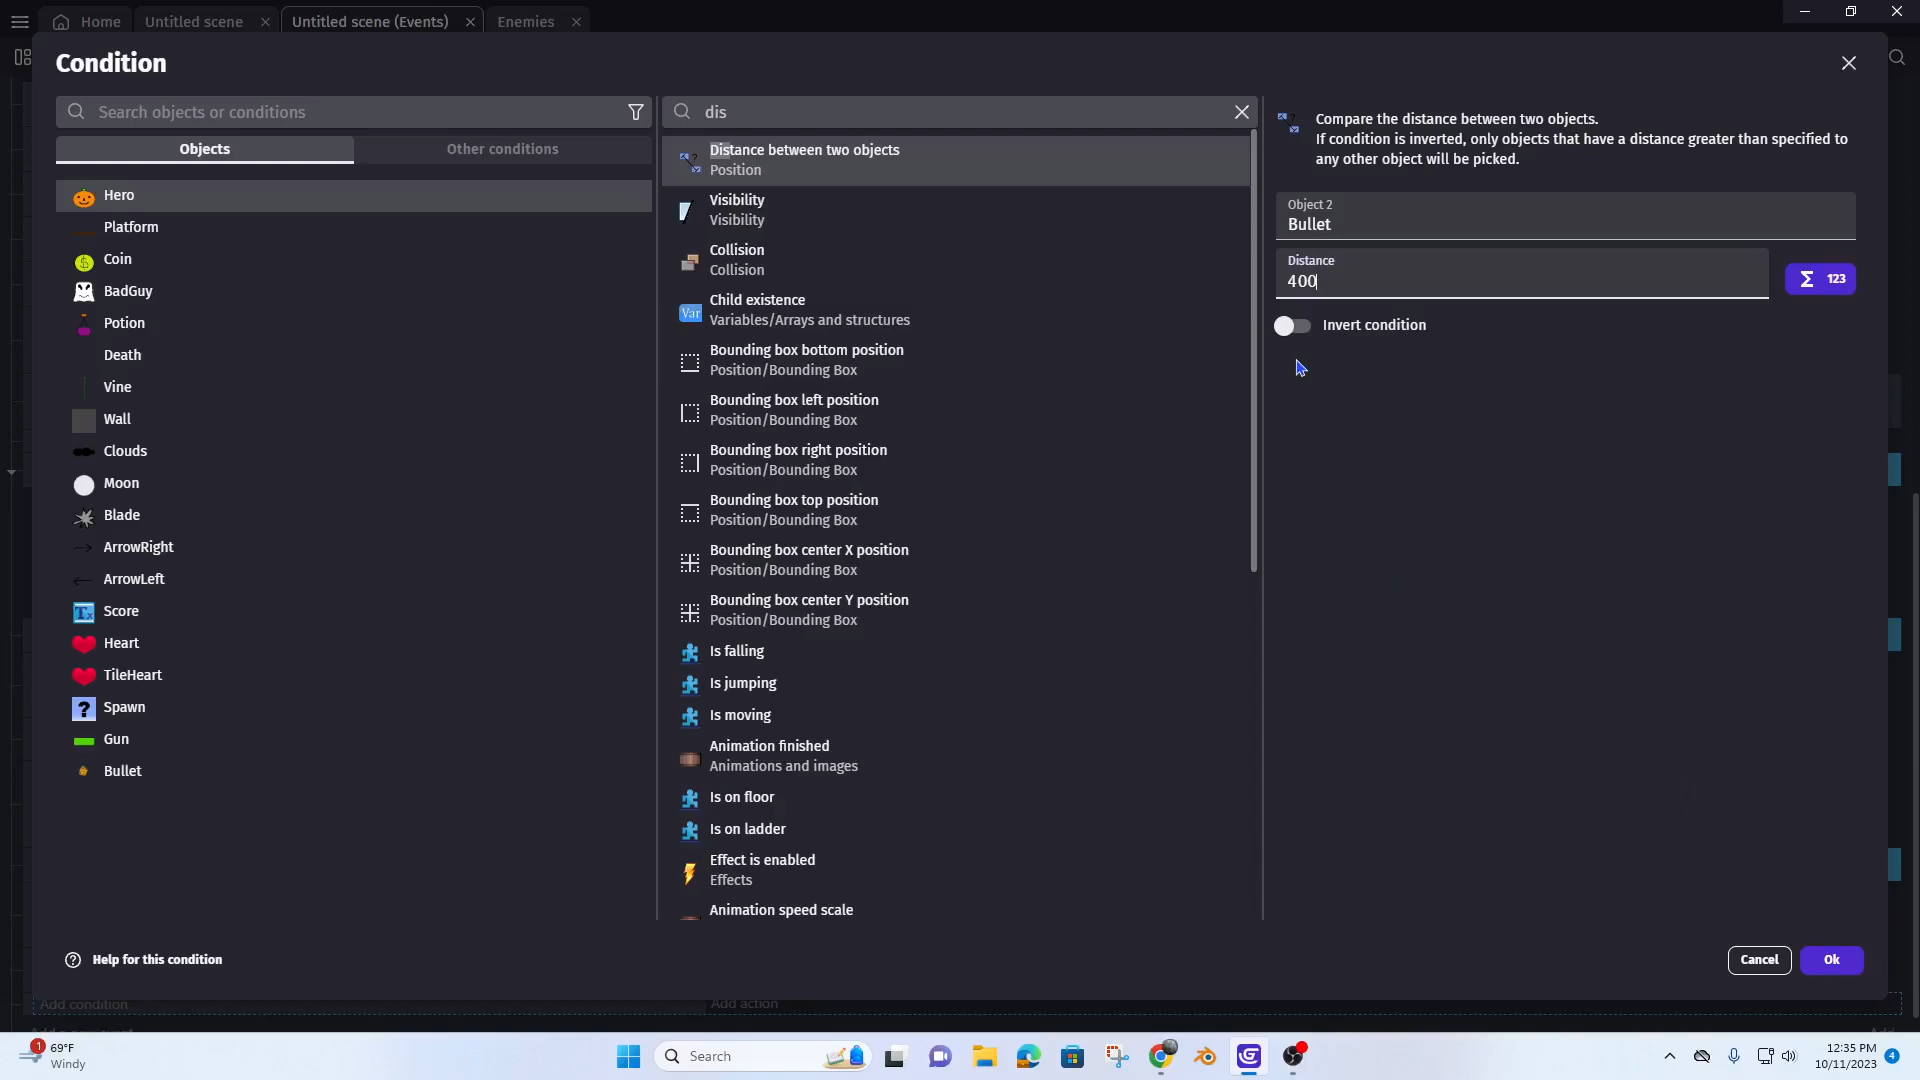 Home
Untitled scene
Untitled scene (Events)
Enemies
Condition
Search objects or conditions
Objects
Other conditions
Hero
Platform
Coin
BadGuy
Potion
Death
Vine
Wall
Clouds
Moon
Blade
ArrowRight
ArrowLeft
Score
Heart
TileHeart
Spawn
Gun
Bullet
dis
Distance between two objects
Position
Visibility
Visibility
Collision
Collision
Child existence
Var
Variables/Arrays and structures
Bounding box bottom position
Position/Bounding Box
Bounding box left position
Position/Bounding Box
Bounding box right position
Position/Bounding Box
Bounding box top position
Position/Bounding Box
Bounding box center X position
Position/Bounding Box
Bounding box center Y position
Position/Bounding Box
Is falling
Is jumping
Is moving
Animation finished
Animations and images
Is on floor
Is on ladder
Effect is enabled
Effects
Animation speed scale
Compare the distance between two objects.
If condition is inverted, only objects that have a distance greater than specified to
any other object will be picked.
Object 2
Bullet
Distance
400
Σ 123
Invert condition
Help for this condition
Cancel
Ok
Add condition
Add action
1
69°F
Windy
Search
12:35 PM
10/11/2023
4